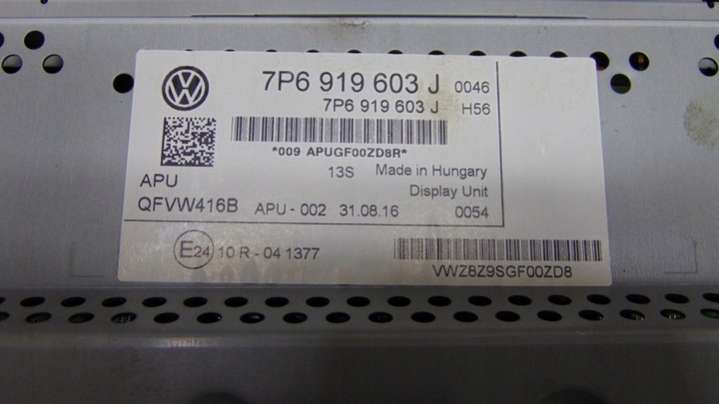 7P6 919 603 J 0046
7P6 919 603 J H56
*009 APUGF00ZD8R*
13S Made in Hungary
APU Display Unit
QFVW416B APU - 002 31.08.16 0054
E24 10 R - 04 1377
VWZ8Z9SGF00ZD8